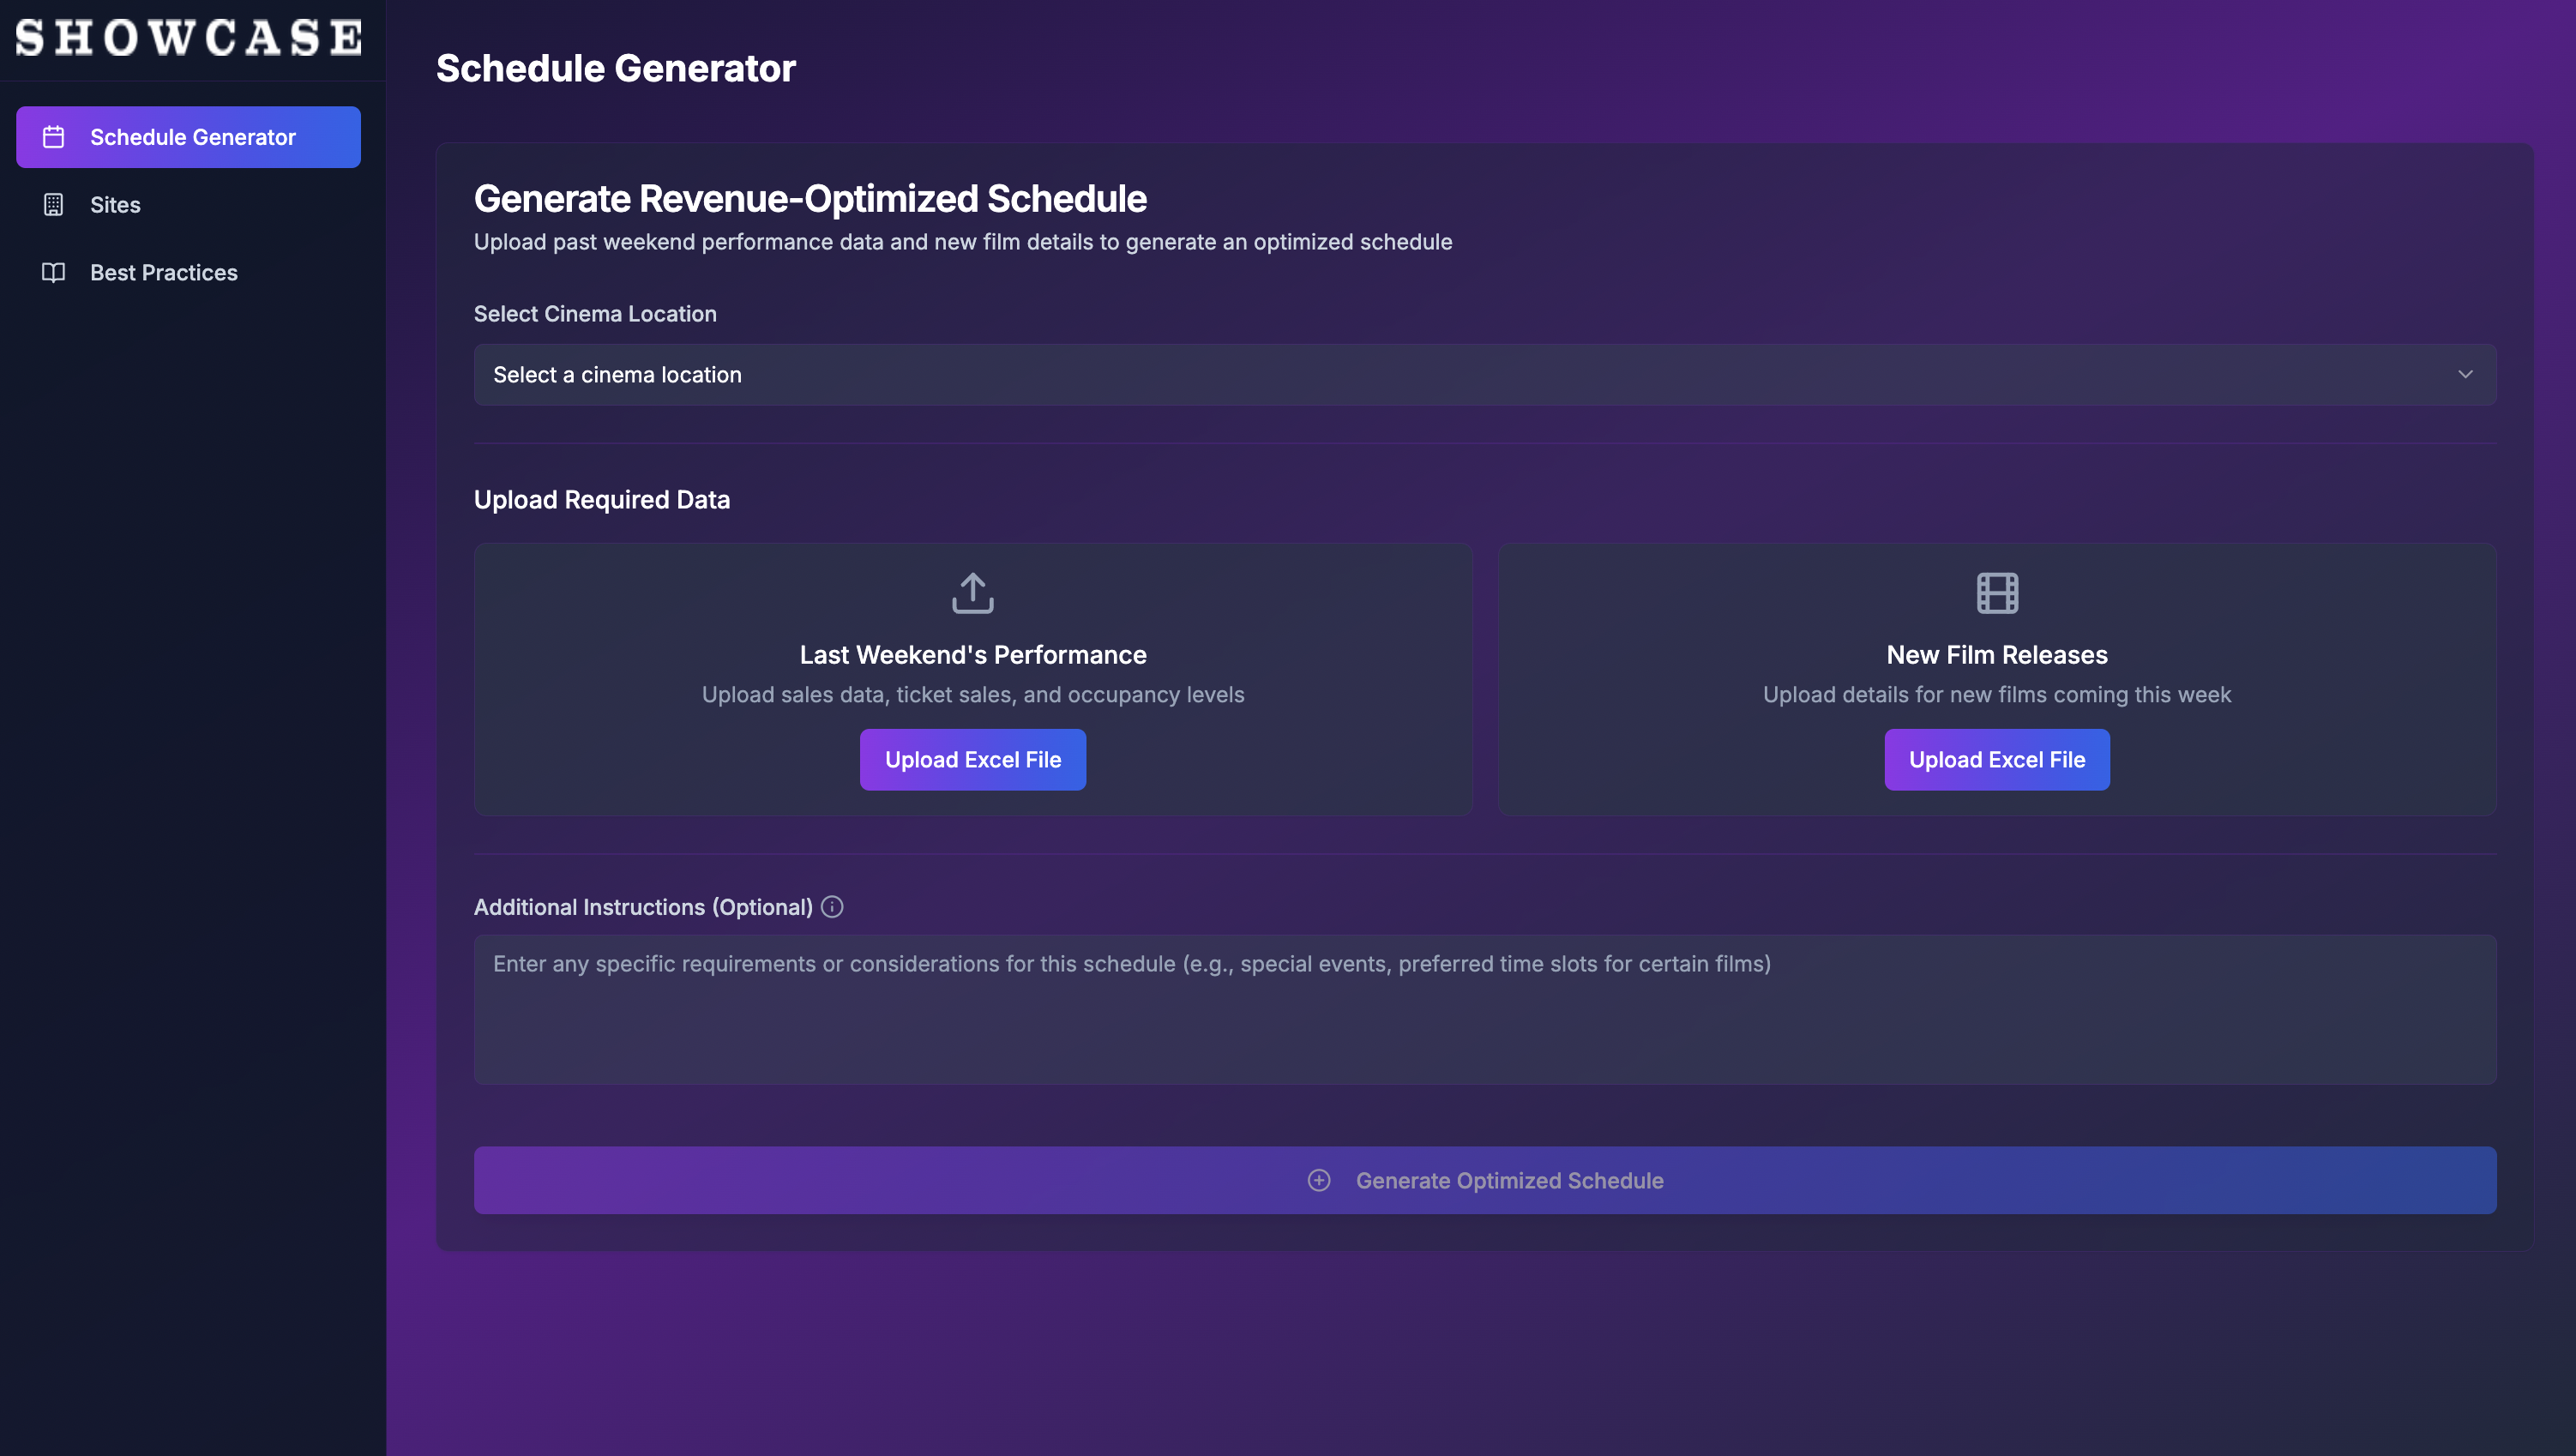 SHOWCASE
Schedule Generator
Sites
Best Practices
Schedule Generator
Generate Revenue-Optimized Schedule
Upload past weekend performance data and new film details to generate an optimized schedule
Select Cinema Location
Select a cinema location
Upload Required Data
Last Weekend's Performance
Upload sales data, ticket sales, and occupancy levels
Upload Excel File
New Film Releases
Upload details for new films coming this week
Upload Excel File
Additional Instructions (Optional)
Enter any specific requirements or considerations for this schedule (e.g., special events, preferred time slots for certain films)
Generate Optimized Schedule